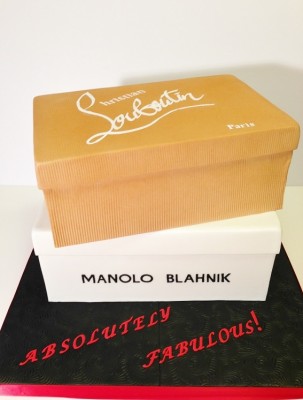 Christian
Louboutin
Paris
MANOLO BLAHNIK
ABSOLUTELY
FABULOUS!